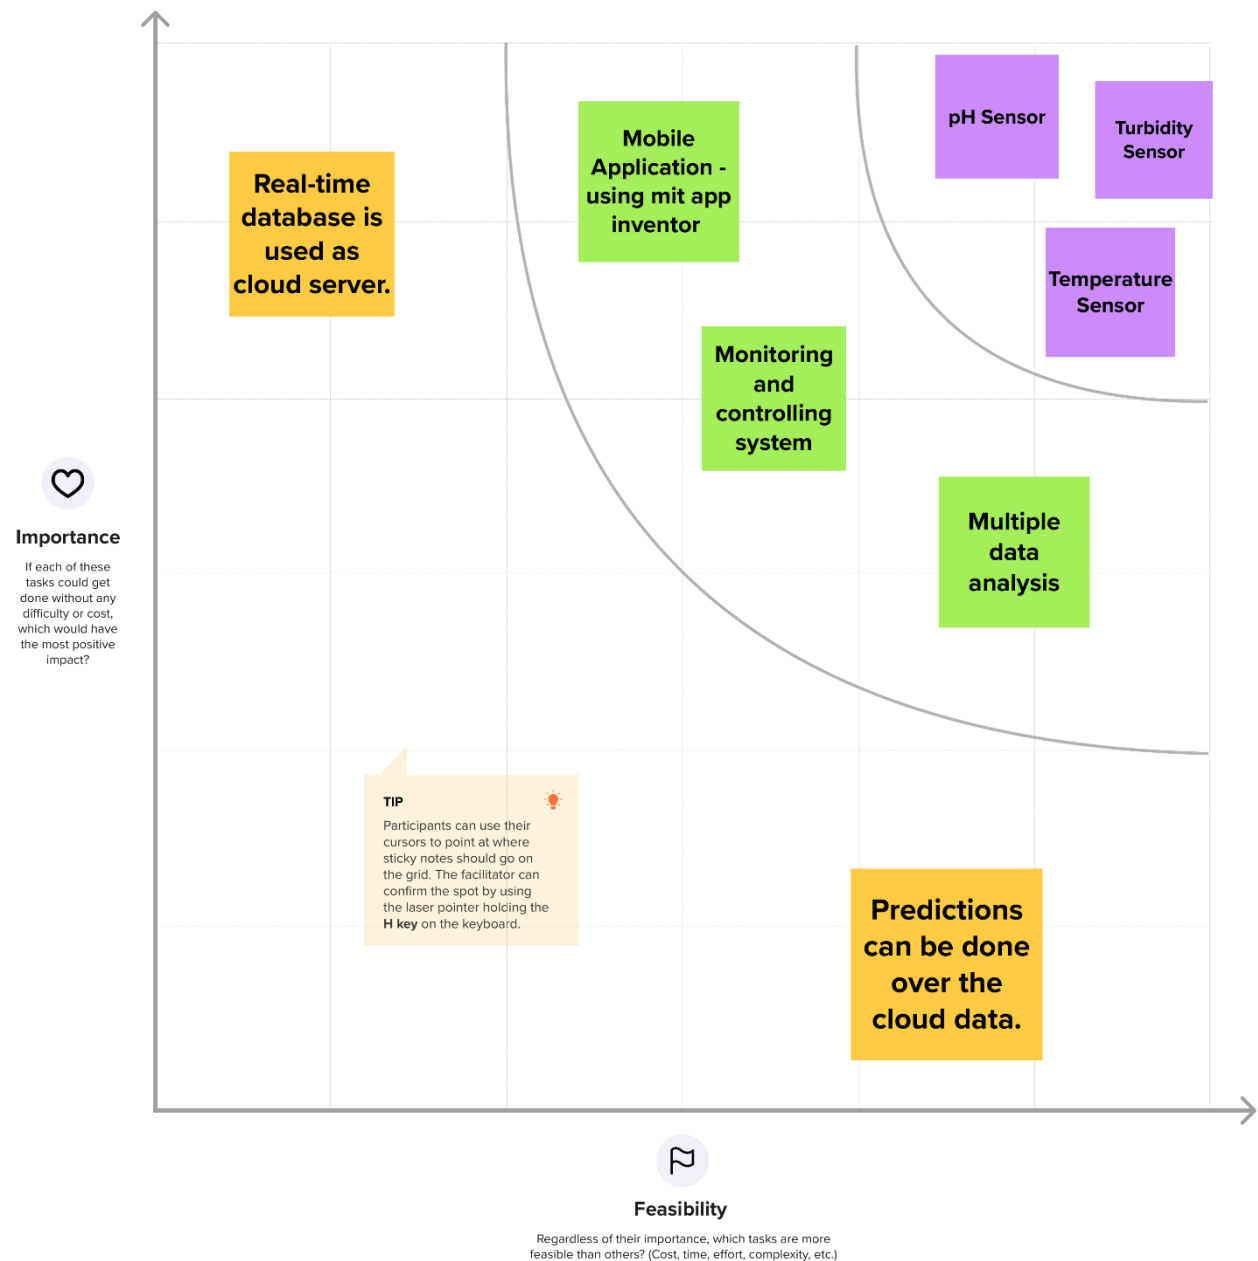 pH Sensor
Turbidity
Sensor
Mobile
Application -
using mit app
inventor
Real-time
database is
used as
cloud server.
Temperature
Sensor
Monitoring
and
controlling
system
Multiple
data
analysis
Importance
If each of these
tasks could get
done without any
difficulty or cost,
which would have
the most positive
impact?
TIP
Participants can use their
cursors to point at where
sticky notes should go on
the grid. The facilitator can
confirm the spot by using
the laser pointer holding the
H key on the keyboard.
Predictions
can be done
over the
cloud data.
Feasibility
Regardless of their importance, which tasks are more
feasible than others? (Cost, time, effort, complexity, etc.)